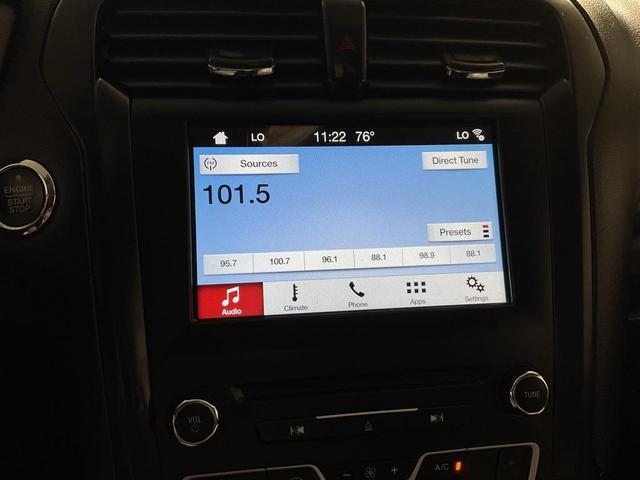 LO 11:22 76° LO
FM Sources Direct Tune
101.5
Presets
95.7 100.7 96.1 88.1 98.9 88.1
Audio Climate Phone Apps Settings
ENGINE
START
STOP
VOL
TUNE
A/C